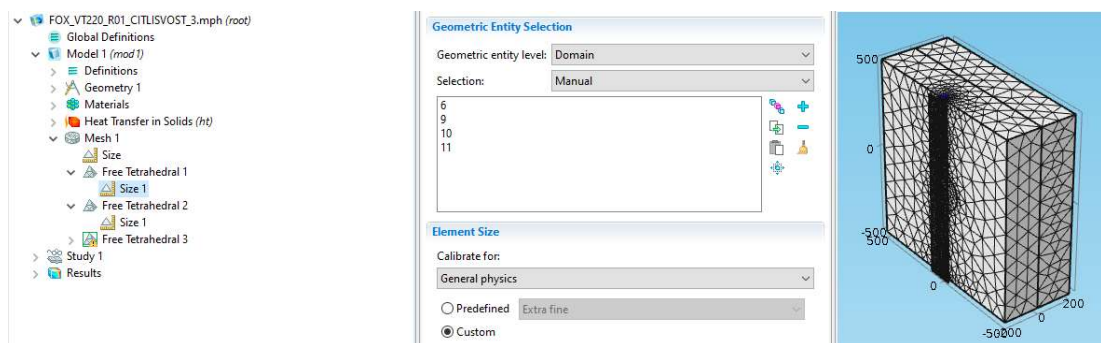 FOX_VT220_R01_CITLISVOST_3.mph (root)
Global Definitions
Model 1 (mod1)
Definitions
Geometry 1
Materials
Heat Transfer in Solids (ht)
Mesh 1
Size
Free Tetrahedral 1
Size 1
Free Tetrahedral 2
Size 1
Free Tetrahedral 3
Study 1
Results
Geometric Entity Selection
Geometric entity level: Domain
Selection: Manual
6
9
10
11
Element Size
Calibrate for:
General physics
Predefined Extra fine
Custom
500
0
-500
500
0
200
0